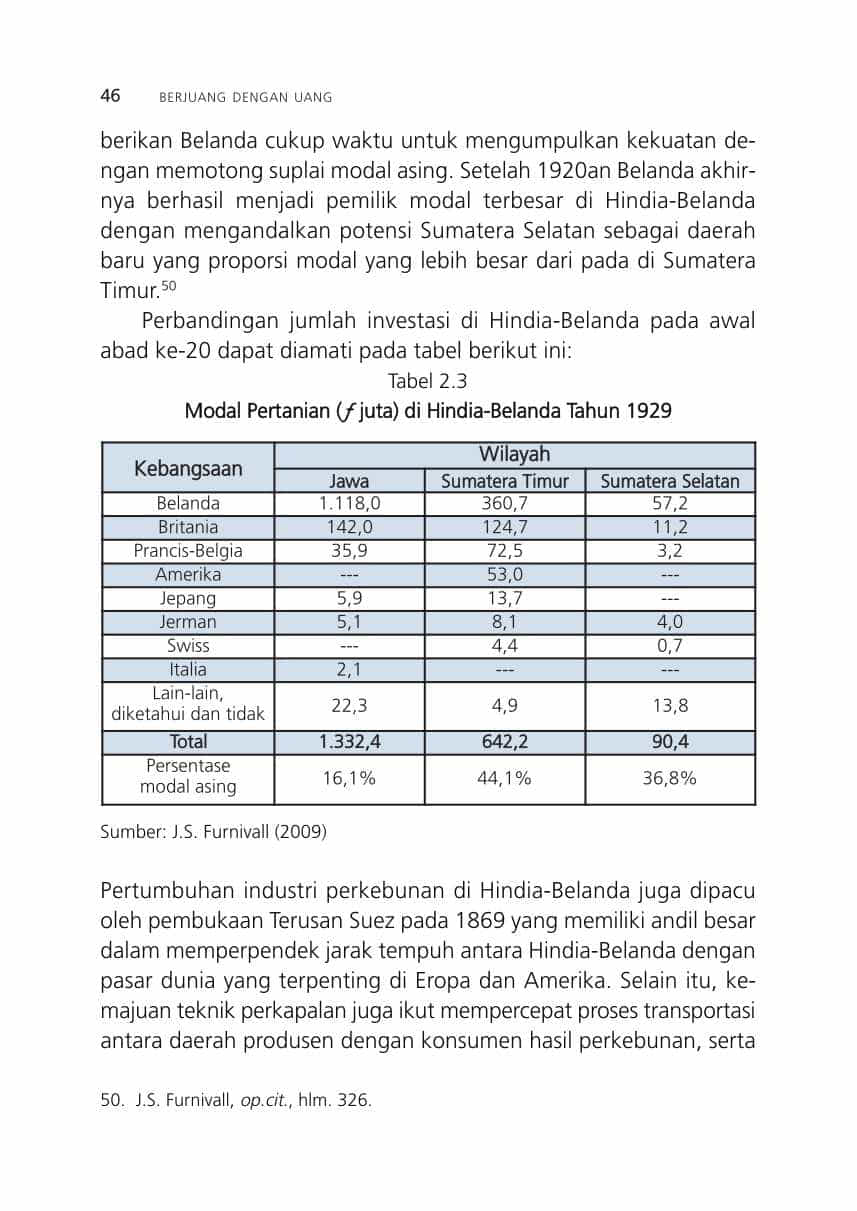 46 BERJUANG DENGAN UANG
berikan Belanda cukup waktu untuk mengumpulkan kekuatan de-
ngan memotong suplai modal asing. Setelah 1920an Belanda akhir-
nya berhasil menjadi pemilik modal terbesar di Hindia-Belanda
dengan mengandalkan potensi Sumatera Selatan sebagai daerah
baru yang proporsi modal yang lebih besar dari pada di Sumatera
Timur.50
Perbandingan jumlah investasi di Hindia-Belanda pada awal
abad ke-20 dapat diamati pada tabel berikut ini:
Tabel 2.3
Modal Pertanian (ƒ juta) di Hindia-Belanda Tahun 1929
Kebangsaan Wilayah
Jawa Sumatera Timur Sumatera Selatan
Belanda 1.118,0 360,7 57,2
Britania 142,0 124,7 11,2
Prancis-Belgia 35,9 72,5 3,2
Amerika --- 53,0 ---
Jepang 5,9 13,7 ---
Jerman 5,1 8,1 4,0
Swiss --- 4,4 0,7
Italia 2,1 --- ---
Lain-lain,
diketahui dan tidak 22,3 4,9 13,8
Total 1.332,4 642,2 90,4
Persentase
modal asing 16,1% 44,1% 36,8%
Sumber: J.S. Furnivall (2009)
Pertumbuhan industri perkebunan di Hindia-Belanda juga dipacu
oleh pembukaan Terusan Suez pada 1869 yang memiliki andil besar
dalam memperpendek jarak tempuh antara Hindia-Belanda dengan
pasar dunia yang terpenting di Eropa dan Amerika. Selain itu, ke-
majuan teknik perkapalan juga ikut mempercepat proses transportasi
antara daerah produsen dengan konsumen hasil perkebunan, serta
50. J.S. Furnivall, op.cit., hlm. 326.